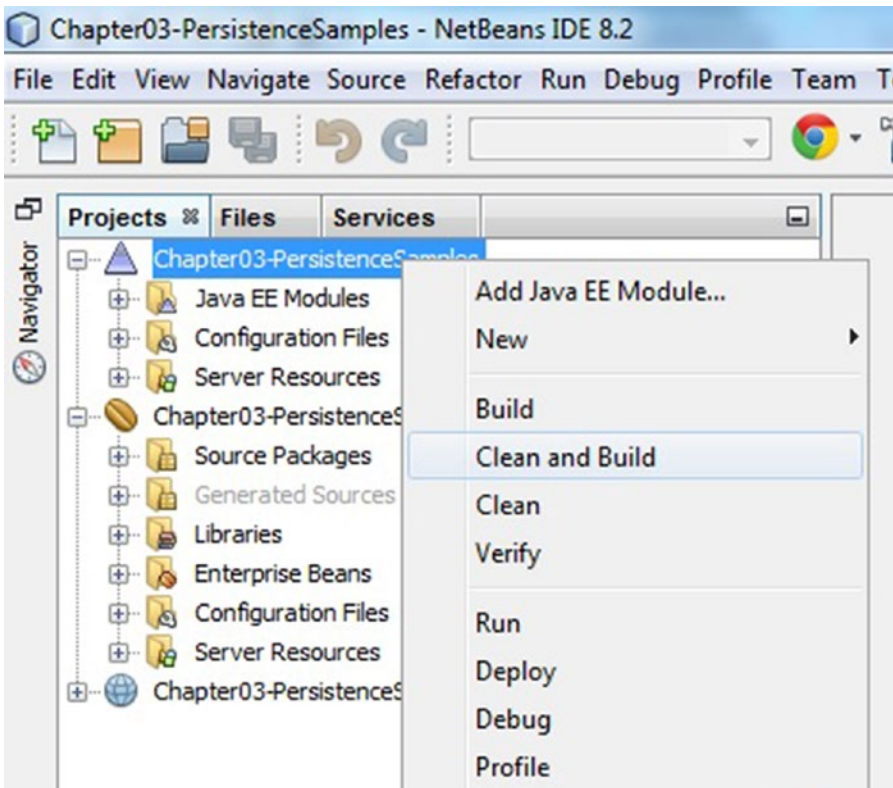 Chapter03-PersistenceSamples - NetBeans IDE 8.2
File Edit View Navigate Source Refactor Run Debug Profile Team
Projects Files Services
Navigator
Chapter03-PersistenceSamples
Java EE Modules
Configuration Files
Server Resources
Chapter03-PersistenceS
Source Packages
Generated Sources
Libraries
Enterprise Beans
Configuration Files
Server Resources
Chapter03-PersistenceS
Add Java EE Module...
New
Build
Clean and Build
Clean
Verify
Run
Deploy
Debug
Profile